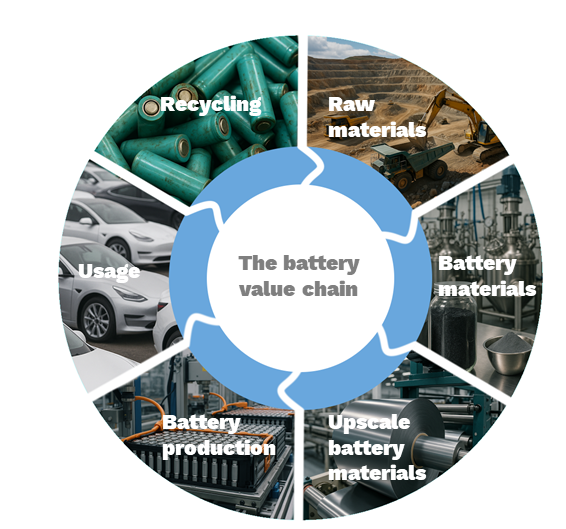 Recycling
Raw
materials
The battery
value chain
Battery
materials
Usage
Battery
production
Upscale
battery
materials